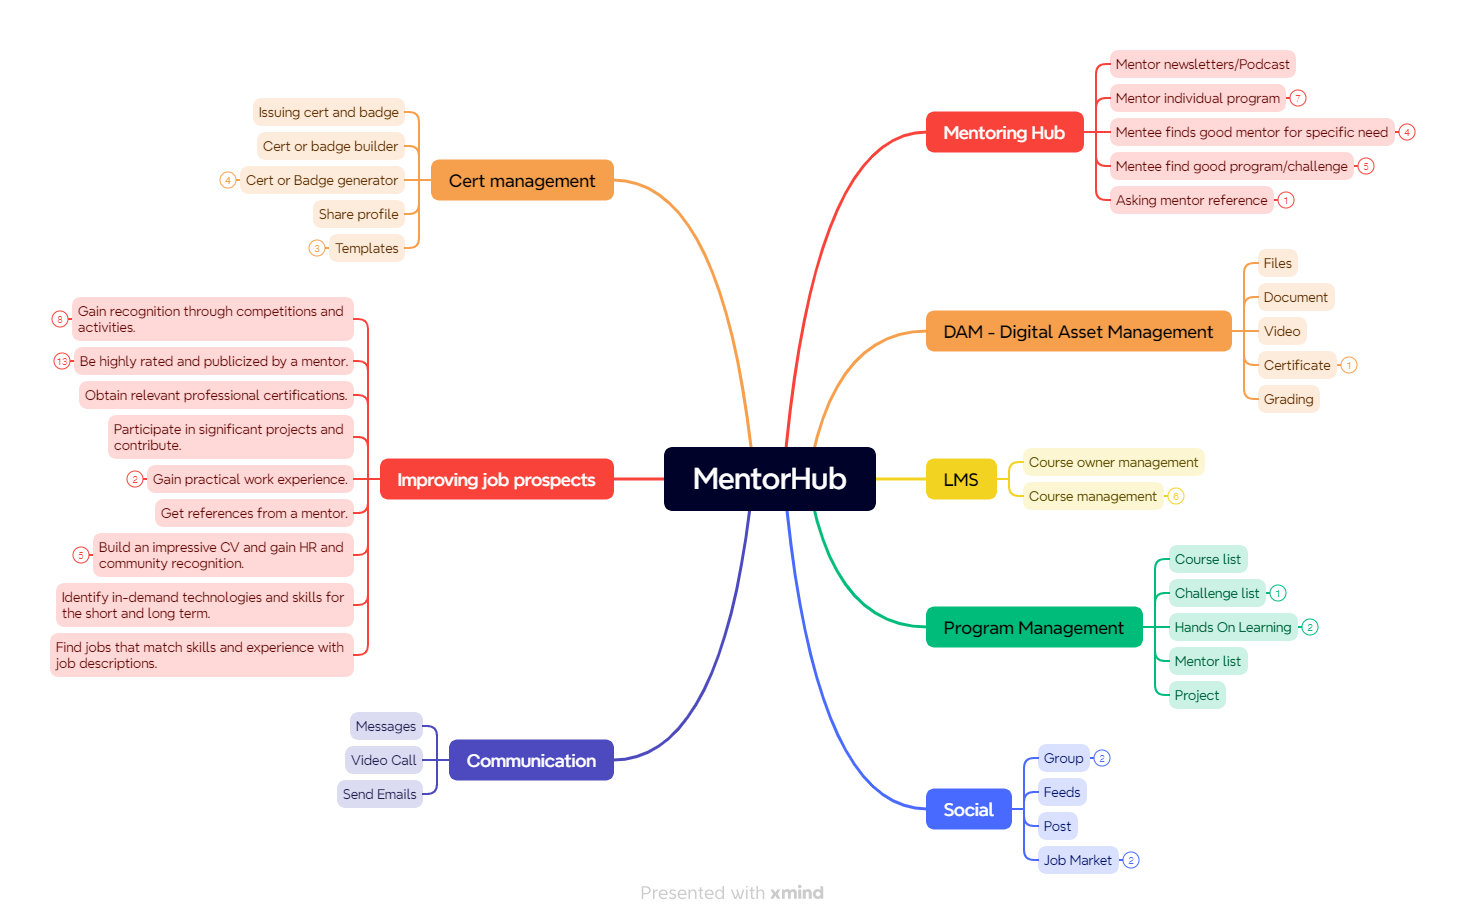 MentorHub
Mentoring Hub
Mentor newsletters/Podcast
Mentor individual program
7
Mentee finds good mentor for specific need
4
Mentee find good program/challenge
5
Asking mentor reference
1
DAM - Digital Asset Management
Files
Document
Video
Certificate
1
Grading
LMS
Course owner management
Course management
6
Program Management
Course list
Challenge list
1
Hands On Learning
2
Mentor list
Project
Social
Group
2
Feeds
Post
Job Market
2
Cert management
Issuing cert and badge
Cert or badge builder
Cert or Badge generator
4
Share profile
Templates
3
Improving job prospects
Gain recognition through competitions and
activities.
8
Be highly rated and publicized by a mentor.
13
Obtain relevant professional certifications.
Participate in significant projects and
contribute.
Gain practical work experience.
2
Get references from a mentor.
Build an impressive CV and gain HR and
community recognition.
5
Identify in-demand technologies and skills for
the short and long term.
Find jobs that match skills and experience with
job descriptions.
Communication
Messages
Video Call
Send Emails
Presented with xmind